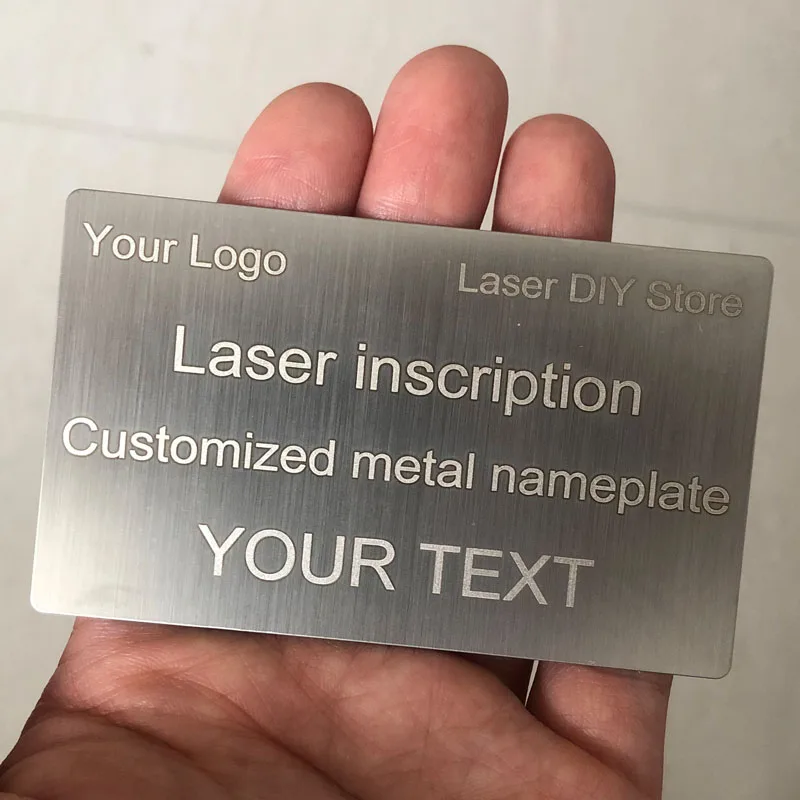 Your Logo
Laser DIY Store
Laser inscription
Customized metal nameplate
YOUR TEXT